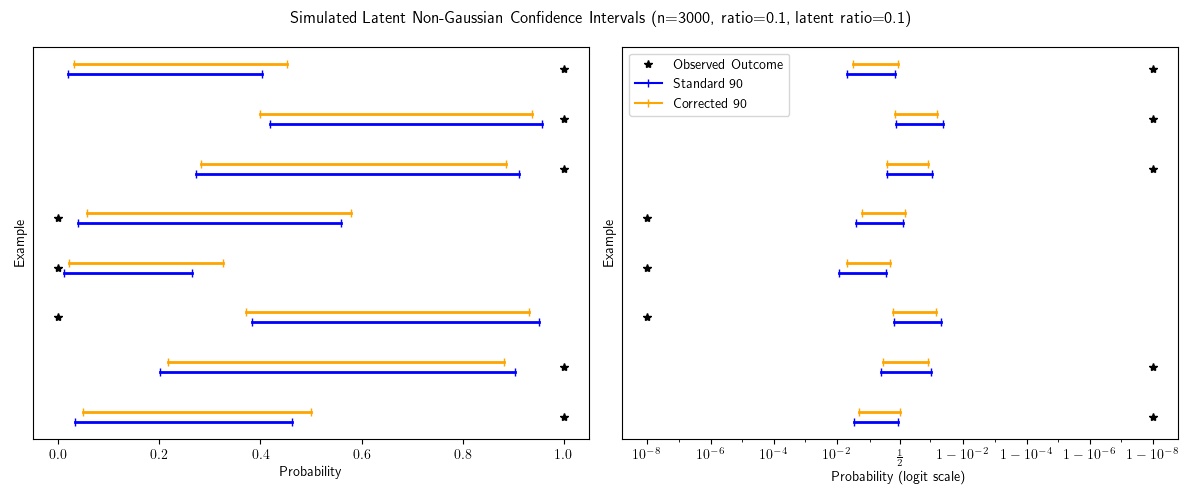 Simulated Latent Non-Gaussian Confidence Intervals (n=3000, ratio=0.1, latent ratio=0.1)
Example
0.0 0.2 0.4 0.6 0.8 1.0
Probability
Observed Outcome
Standard 90
Corrected 90
Example
10^{-8} 10^{-6} 10^{-4} 10^{-2} \frac{1}{2} 1-10^{-2} 1-10^{-4} 1-10^{-6} 1-10^{-8}
Probability (logit scale)